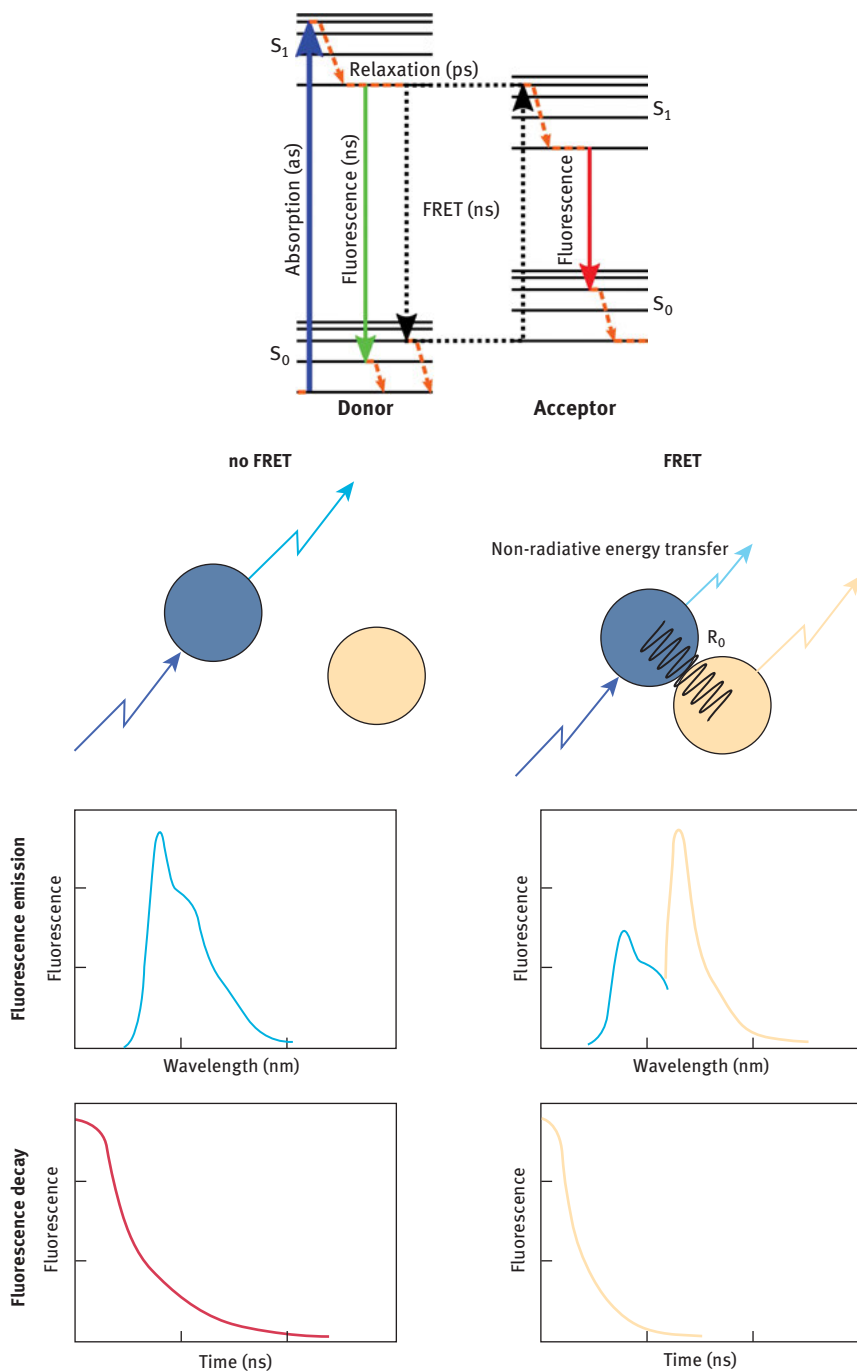 S1
Relaxation (ps)
S1
Absorption (as)
Fluorescence (ns)
FRET (ns)
Fluorescence
S0
S0
Donor
Acceptor
no FRET
FRET
Non-radiative energy transfer
R0
Fluorescence emission
Fluorescence
Wavelength (nm)
Fluorescence
Wavelength (nm)
Fluorescence decay
Fluorescence
Time (ns)
Fluorescence
Time (ns)